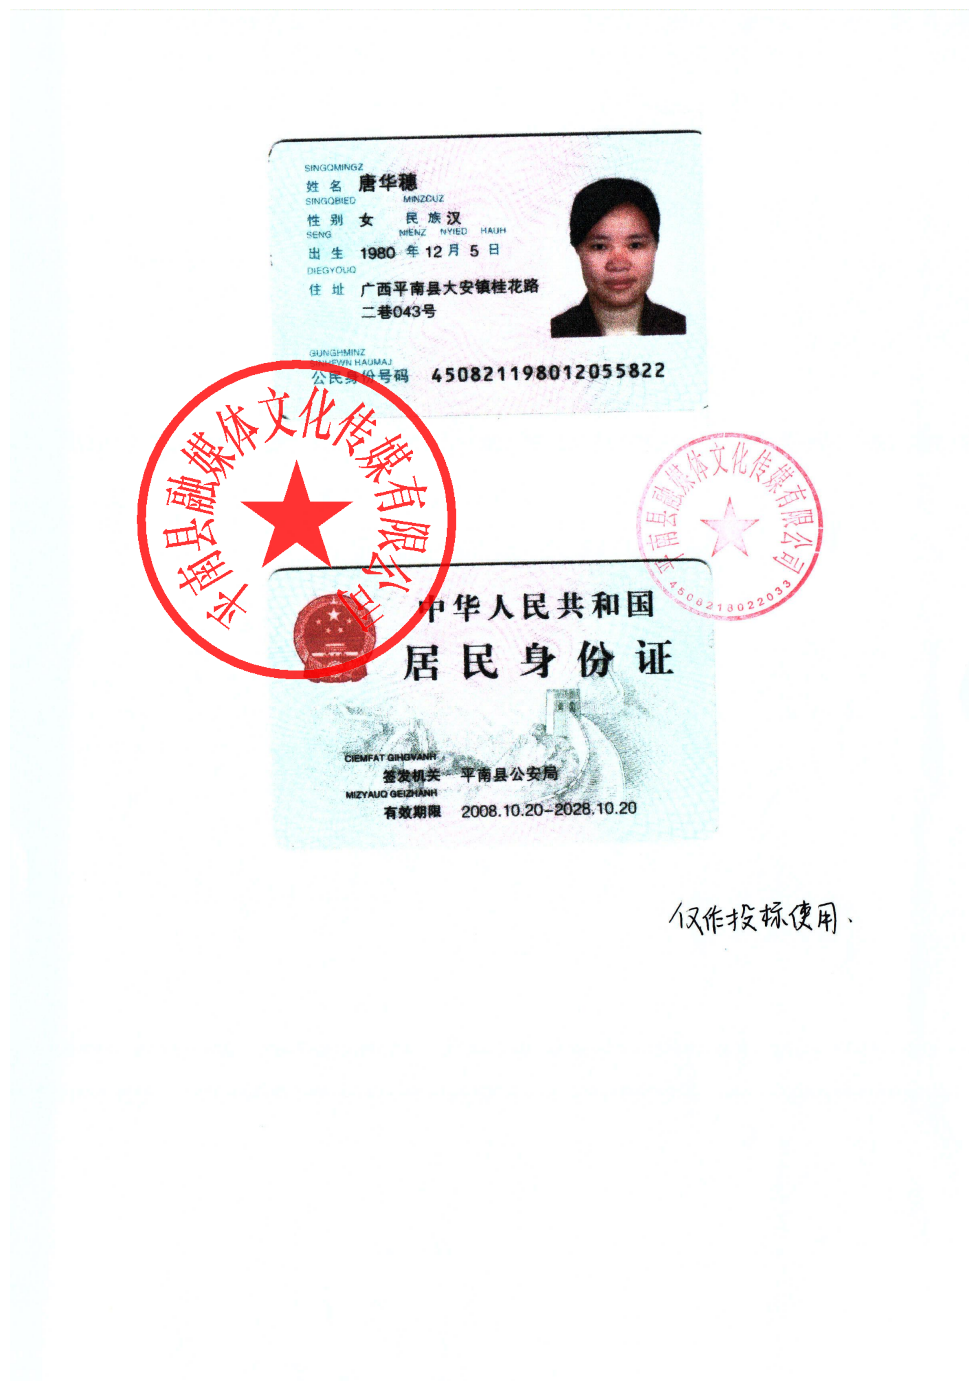 SINGQMINGZ
姓名 唐华穗
SINGQBIED MINZCUZ
性别 女 民族 汉
SENG NIENZ NYIED HAUH
出生 1980 年 12 月 5 日
DIEGYOUQ
住址 广西平南县大安镇桂花路
二巷043号
GUNGHMINZ
SINHFWN HAUMAJ
公民身份号码 450821198012055822
平南县融媒体文化传媒有限公司
平南县融媒体文化传媒有限公司
4508218022033
中华人民共和国
居民身份证
CIEMFAT GIHGVANH
签发机关 平南县公安局
MIZYAUQ GEIZHANH
有效期限 2008.10.20-2028.10.20
仅作投标使用.